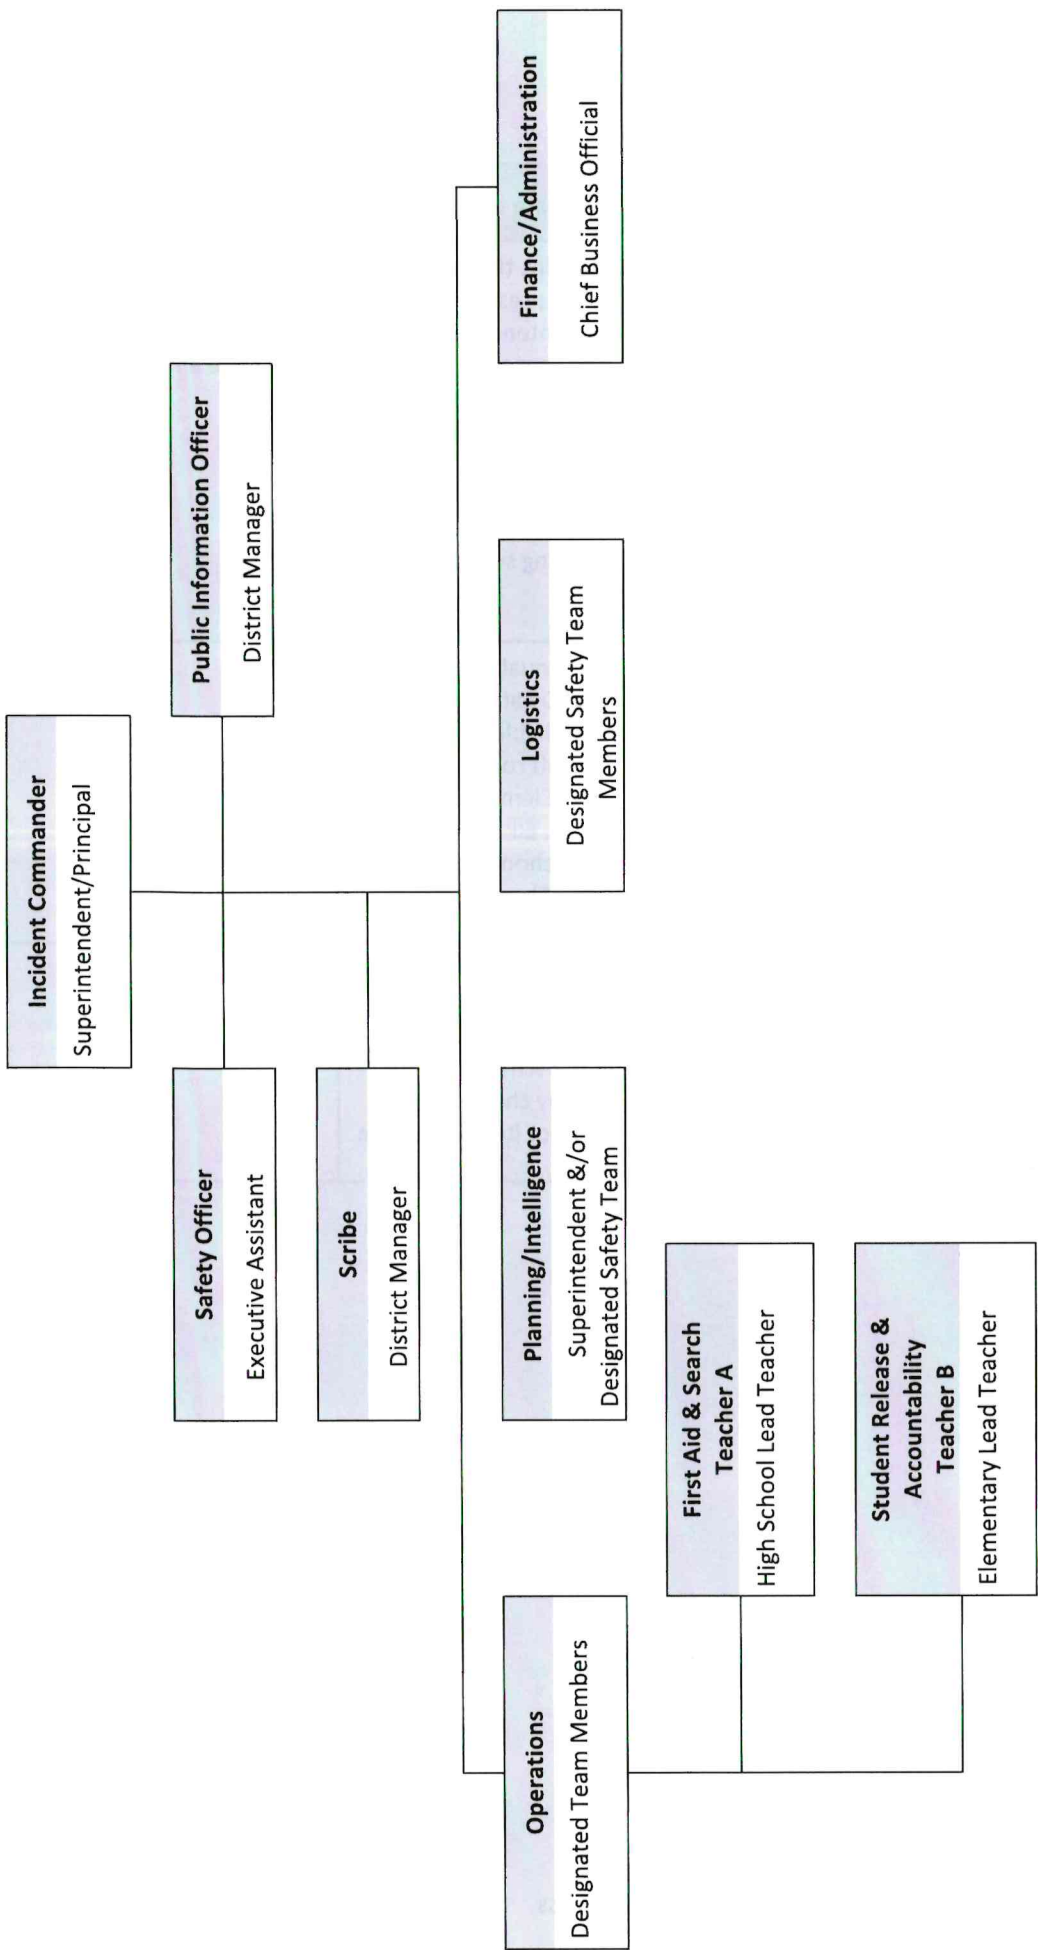 Incident Commander
Superintendent/Principal
Safety Officer
Executive Assistant
Public Information Officer
District Manager
Scribe
District Manager
Operations
Designated Team Members
Planning/Intelligence
Superintendent &/or
Designated Safety Team
Logistics
Designated Safety Team
Members
Finance/Administration
Chief Business Official
First Aid & Search
Teacher A
High School Lead Teacher
Student Release &
Accountability
Teacher B
Elementary Lead Teacher